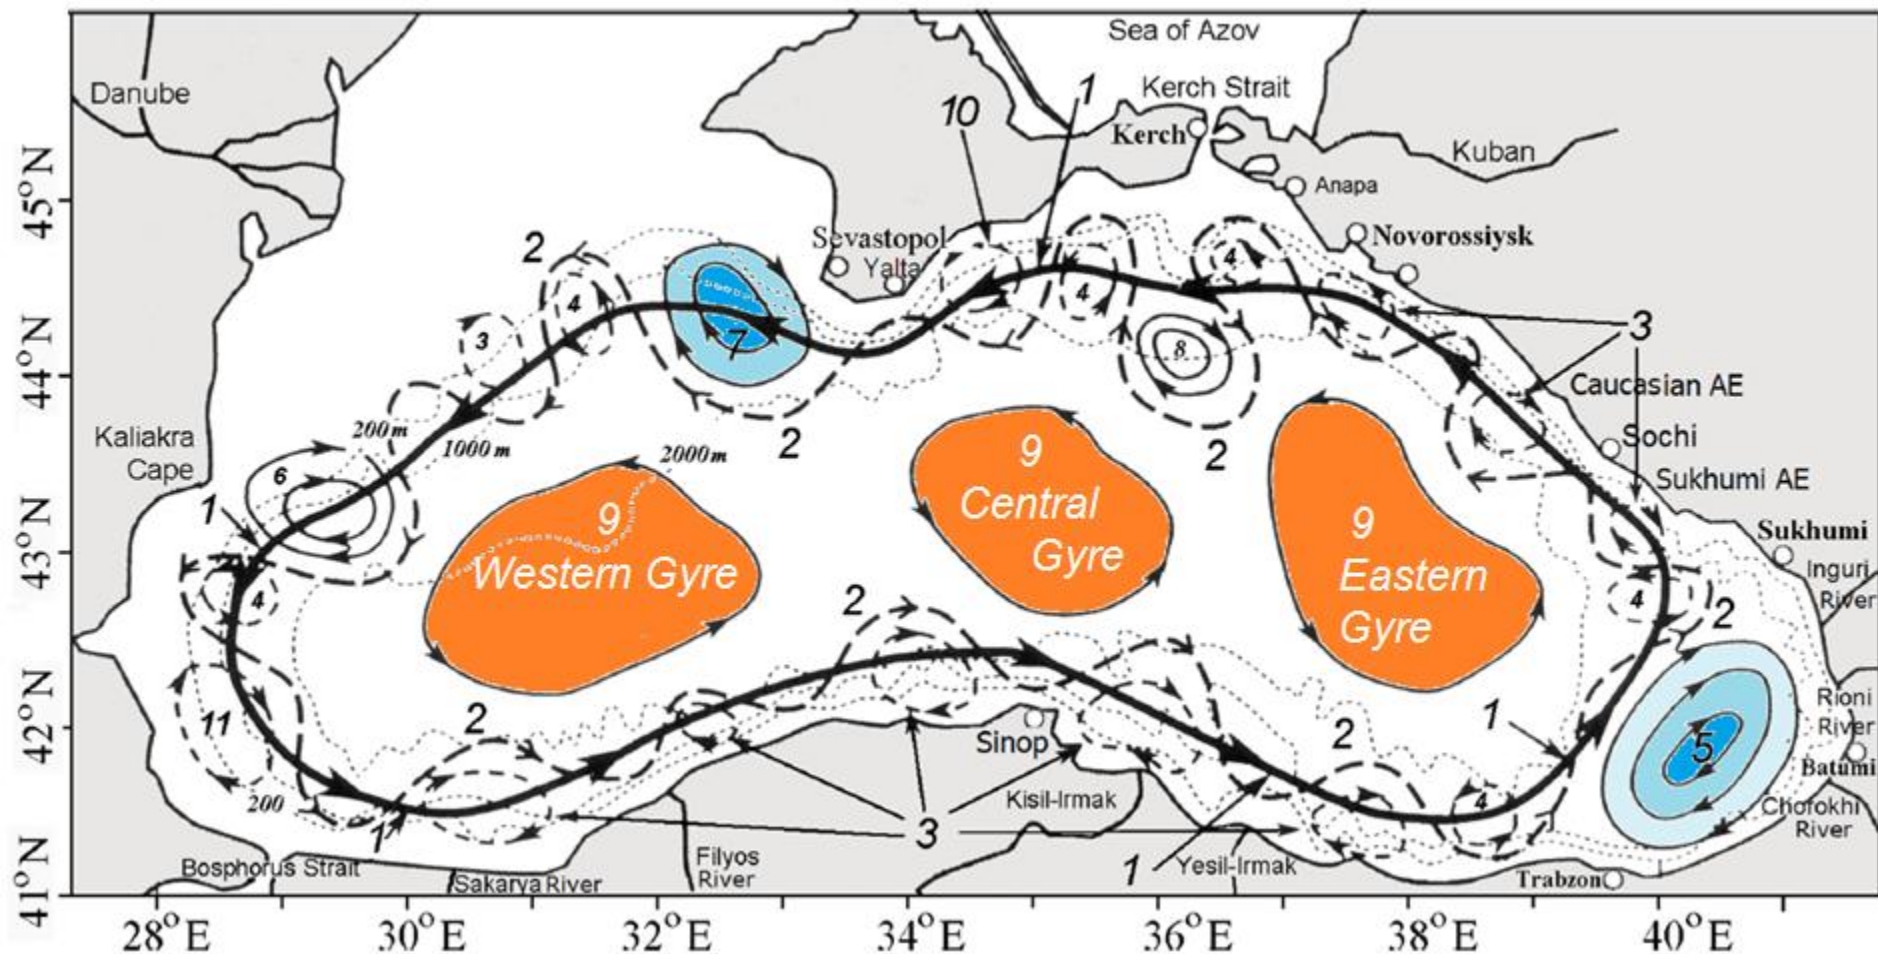 Sea of Azov
Danube
Kerch Strait
10
1
Kerch
Kuban
45°N
Anapa
2
Sevastopol
Yalta
Novorossiysk
4
4
4
3
3
7
8
44°N
Caucasian AE
200 m
1000 m
2
2
Kaliakra
Cape
9
Central
Gyre
Sochi
2000 m
6
Sukhumi AE
1
9
Western Gyre
9
Eastern
Gyre
43°N
Sukhumi
Inguri
River
4
2
4
2
11
2
Sinop
2
1
5
Rioni
River
42°N
Batumi
200
Kisil-Irmak
4
Chorokhi
River
1
3
Bosphorus Strait
Sakarya River
Filyos
River
1
Yesil-Irmak
Trabzon
41°N
28°E
30°E
32°E
34°E
36°E
38°E
40°E